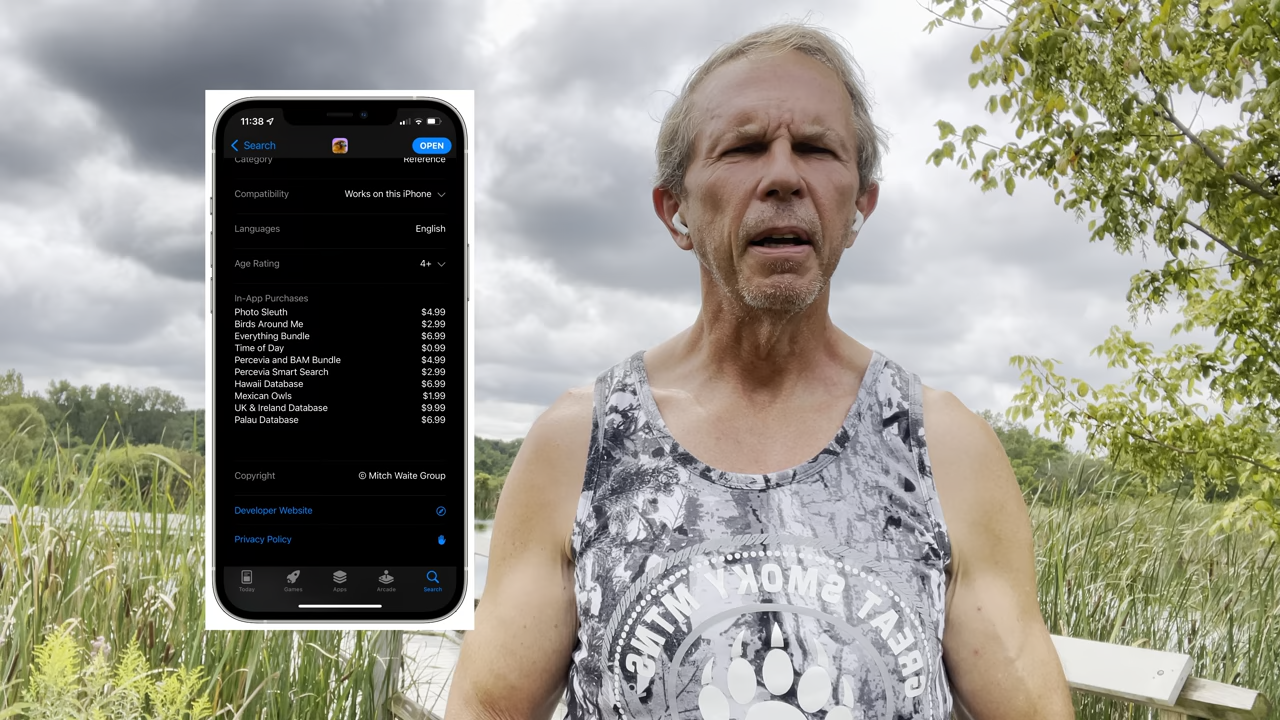 11:38
Search
OPEN
Category Reference
Compatibility Works on this iPhone
Languages English
Age Rating 4+
In-App Purchases
Photo Sleuth $4.99
Birds Around Me $2.99
Everything Bundle $6.99
Time of Day $0.99
Percevia and BAM Bundle $4.99
Percevia Smart Search $2.99
Hawaii Database $6.99
Mexican Owls $1.99
UK & Ireland Database $9.99
Palau Database $6.99
Copyright © Mitch Waite Group
Developer Website
Privacy Policy
Today Games Apps Arcade Search
GREAT SMOKY MTNS